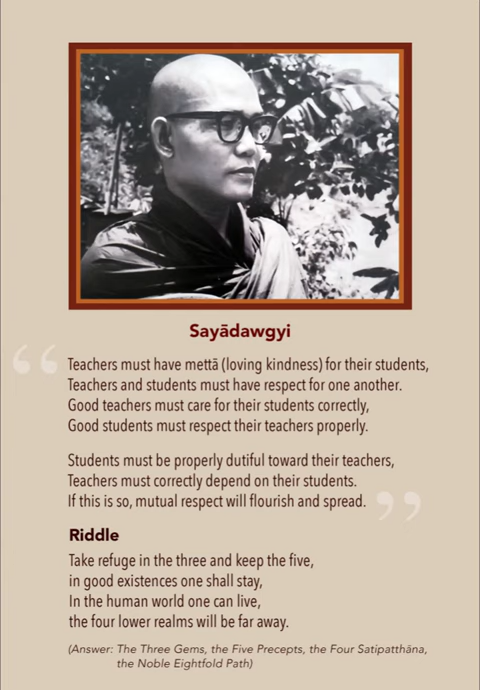 Sayādawgyi
Teachers must have mettā (loving kindness) for their students,
Teachers and students must have respect for one another.
Good teachers must care for their students correctly,
Good students must respect their teachers properly.
Students must be properly dutiful toward their teachers,
Teachers must correctly depend on their students.
If this is so, mutual respect will flourish and spread.
Riddle
Take refuge in the three and keep the five,
in good existences one shall stay,
In the human world one can live,
the four lower realms will be far away.
(Answer: The Three Gems, the Five Precepts, the Four Satipatthāna,
the Noble Eightfold Path)